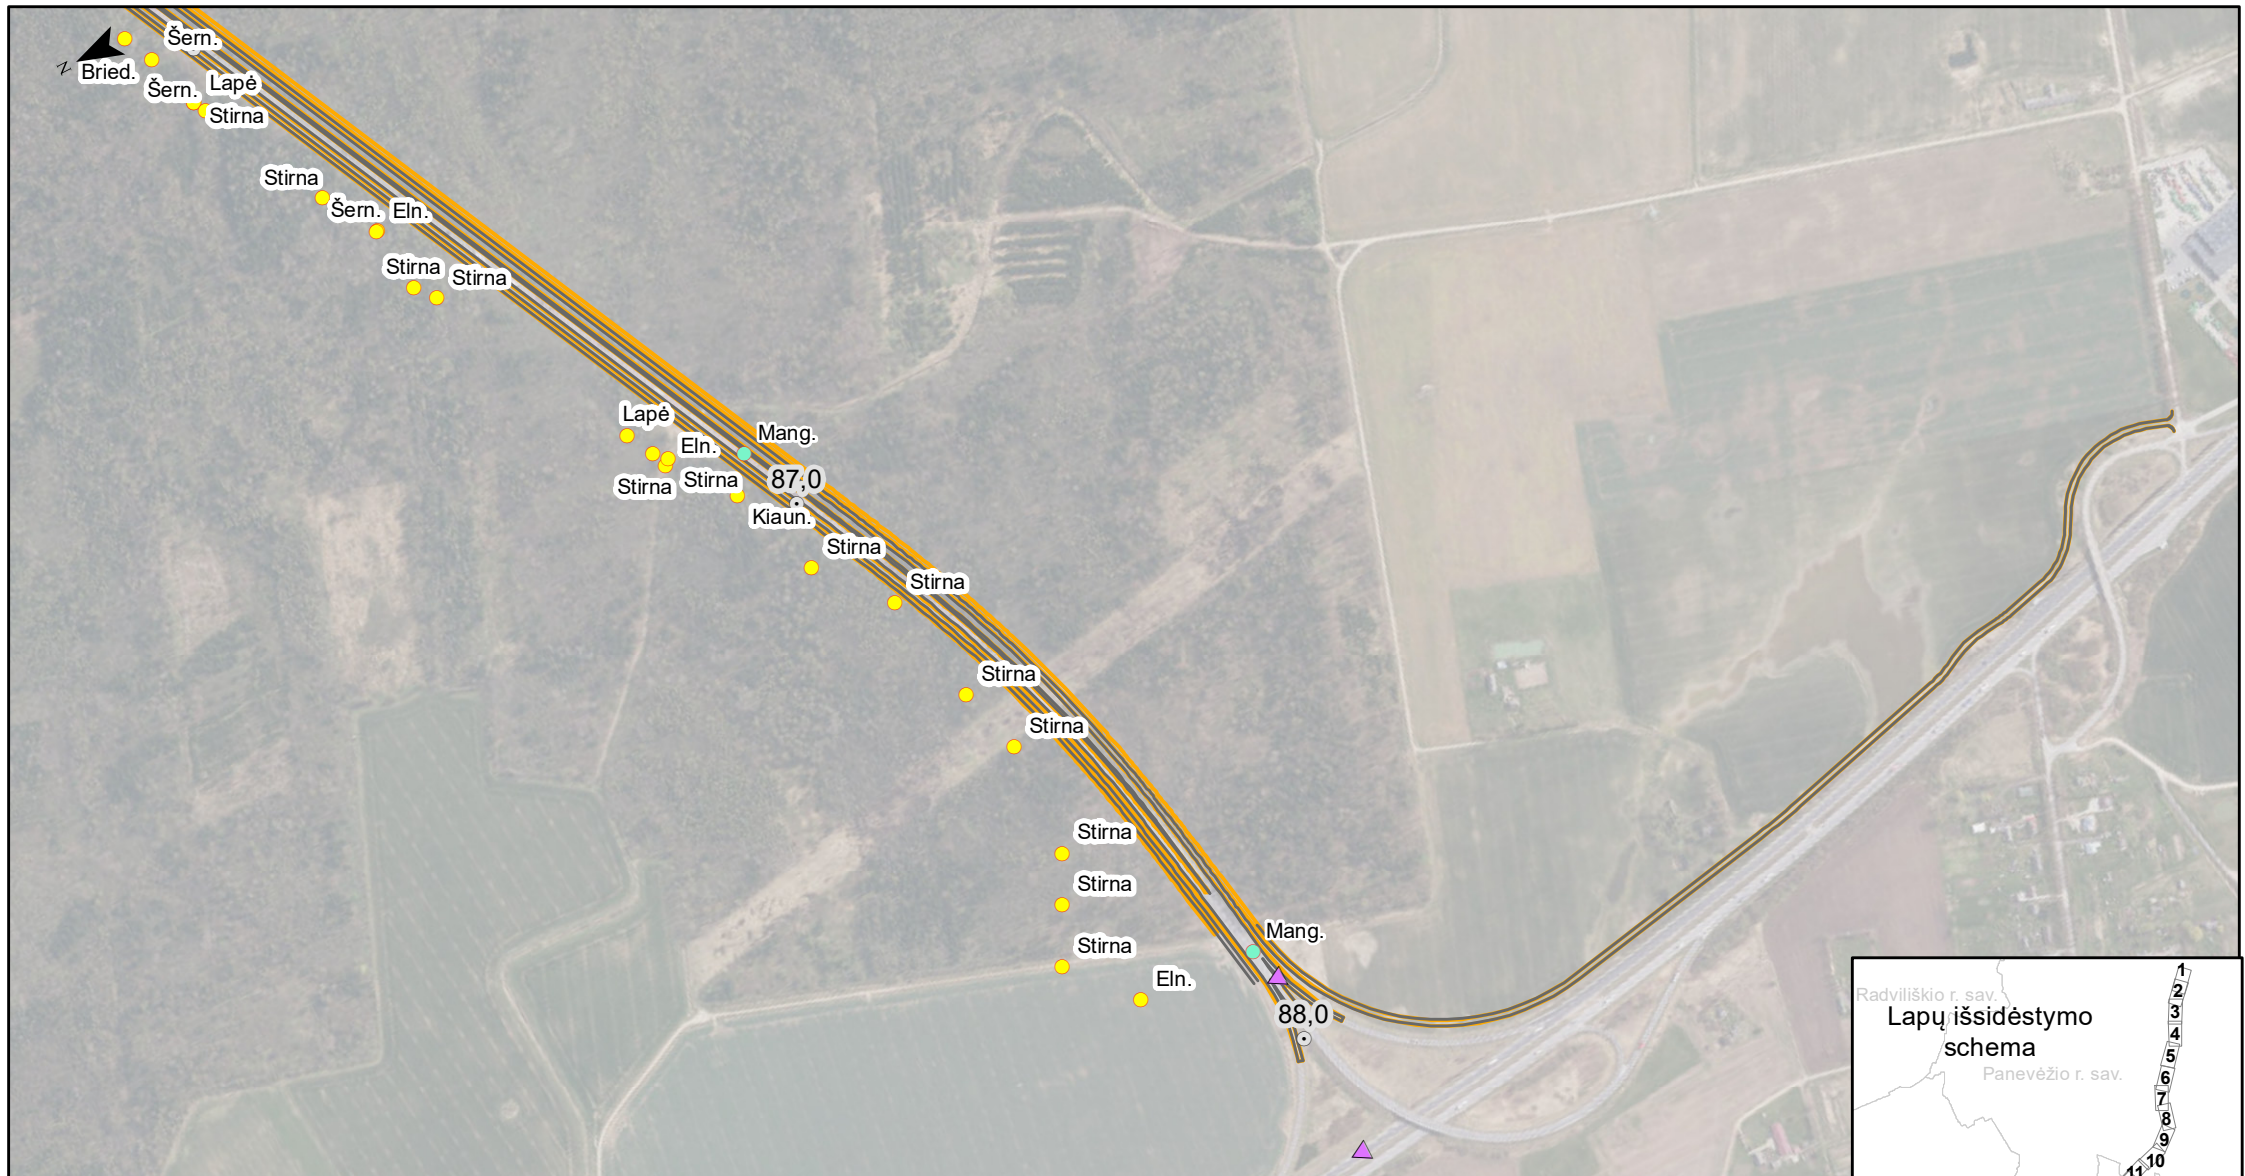 Šern.
N
Bried.
Šern.
Lapė
Stirna
Stirna
Šern.
Eln.
Stirna
Stirna
Lapė
Mang.
Eln.
Stirna
Stirna
87,0
Kiaun.
Stirna
Stirna
Stirna
Stirna
Stirna
Stirna
Mang.
Stirna
Eln.
88,0
Radviliškio r. sav.
Lapų išsidėstymo
schema
Panevėžio r. sav.
1
2
3
4
5
6
7
8
9
10
11